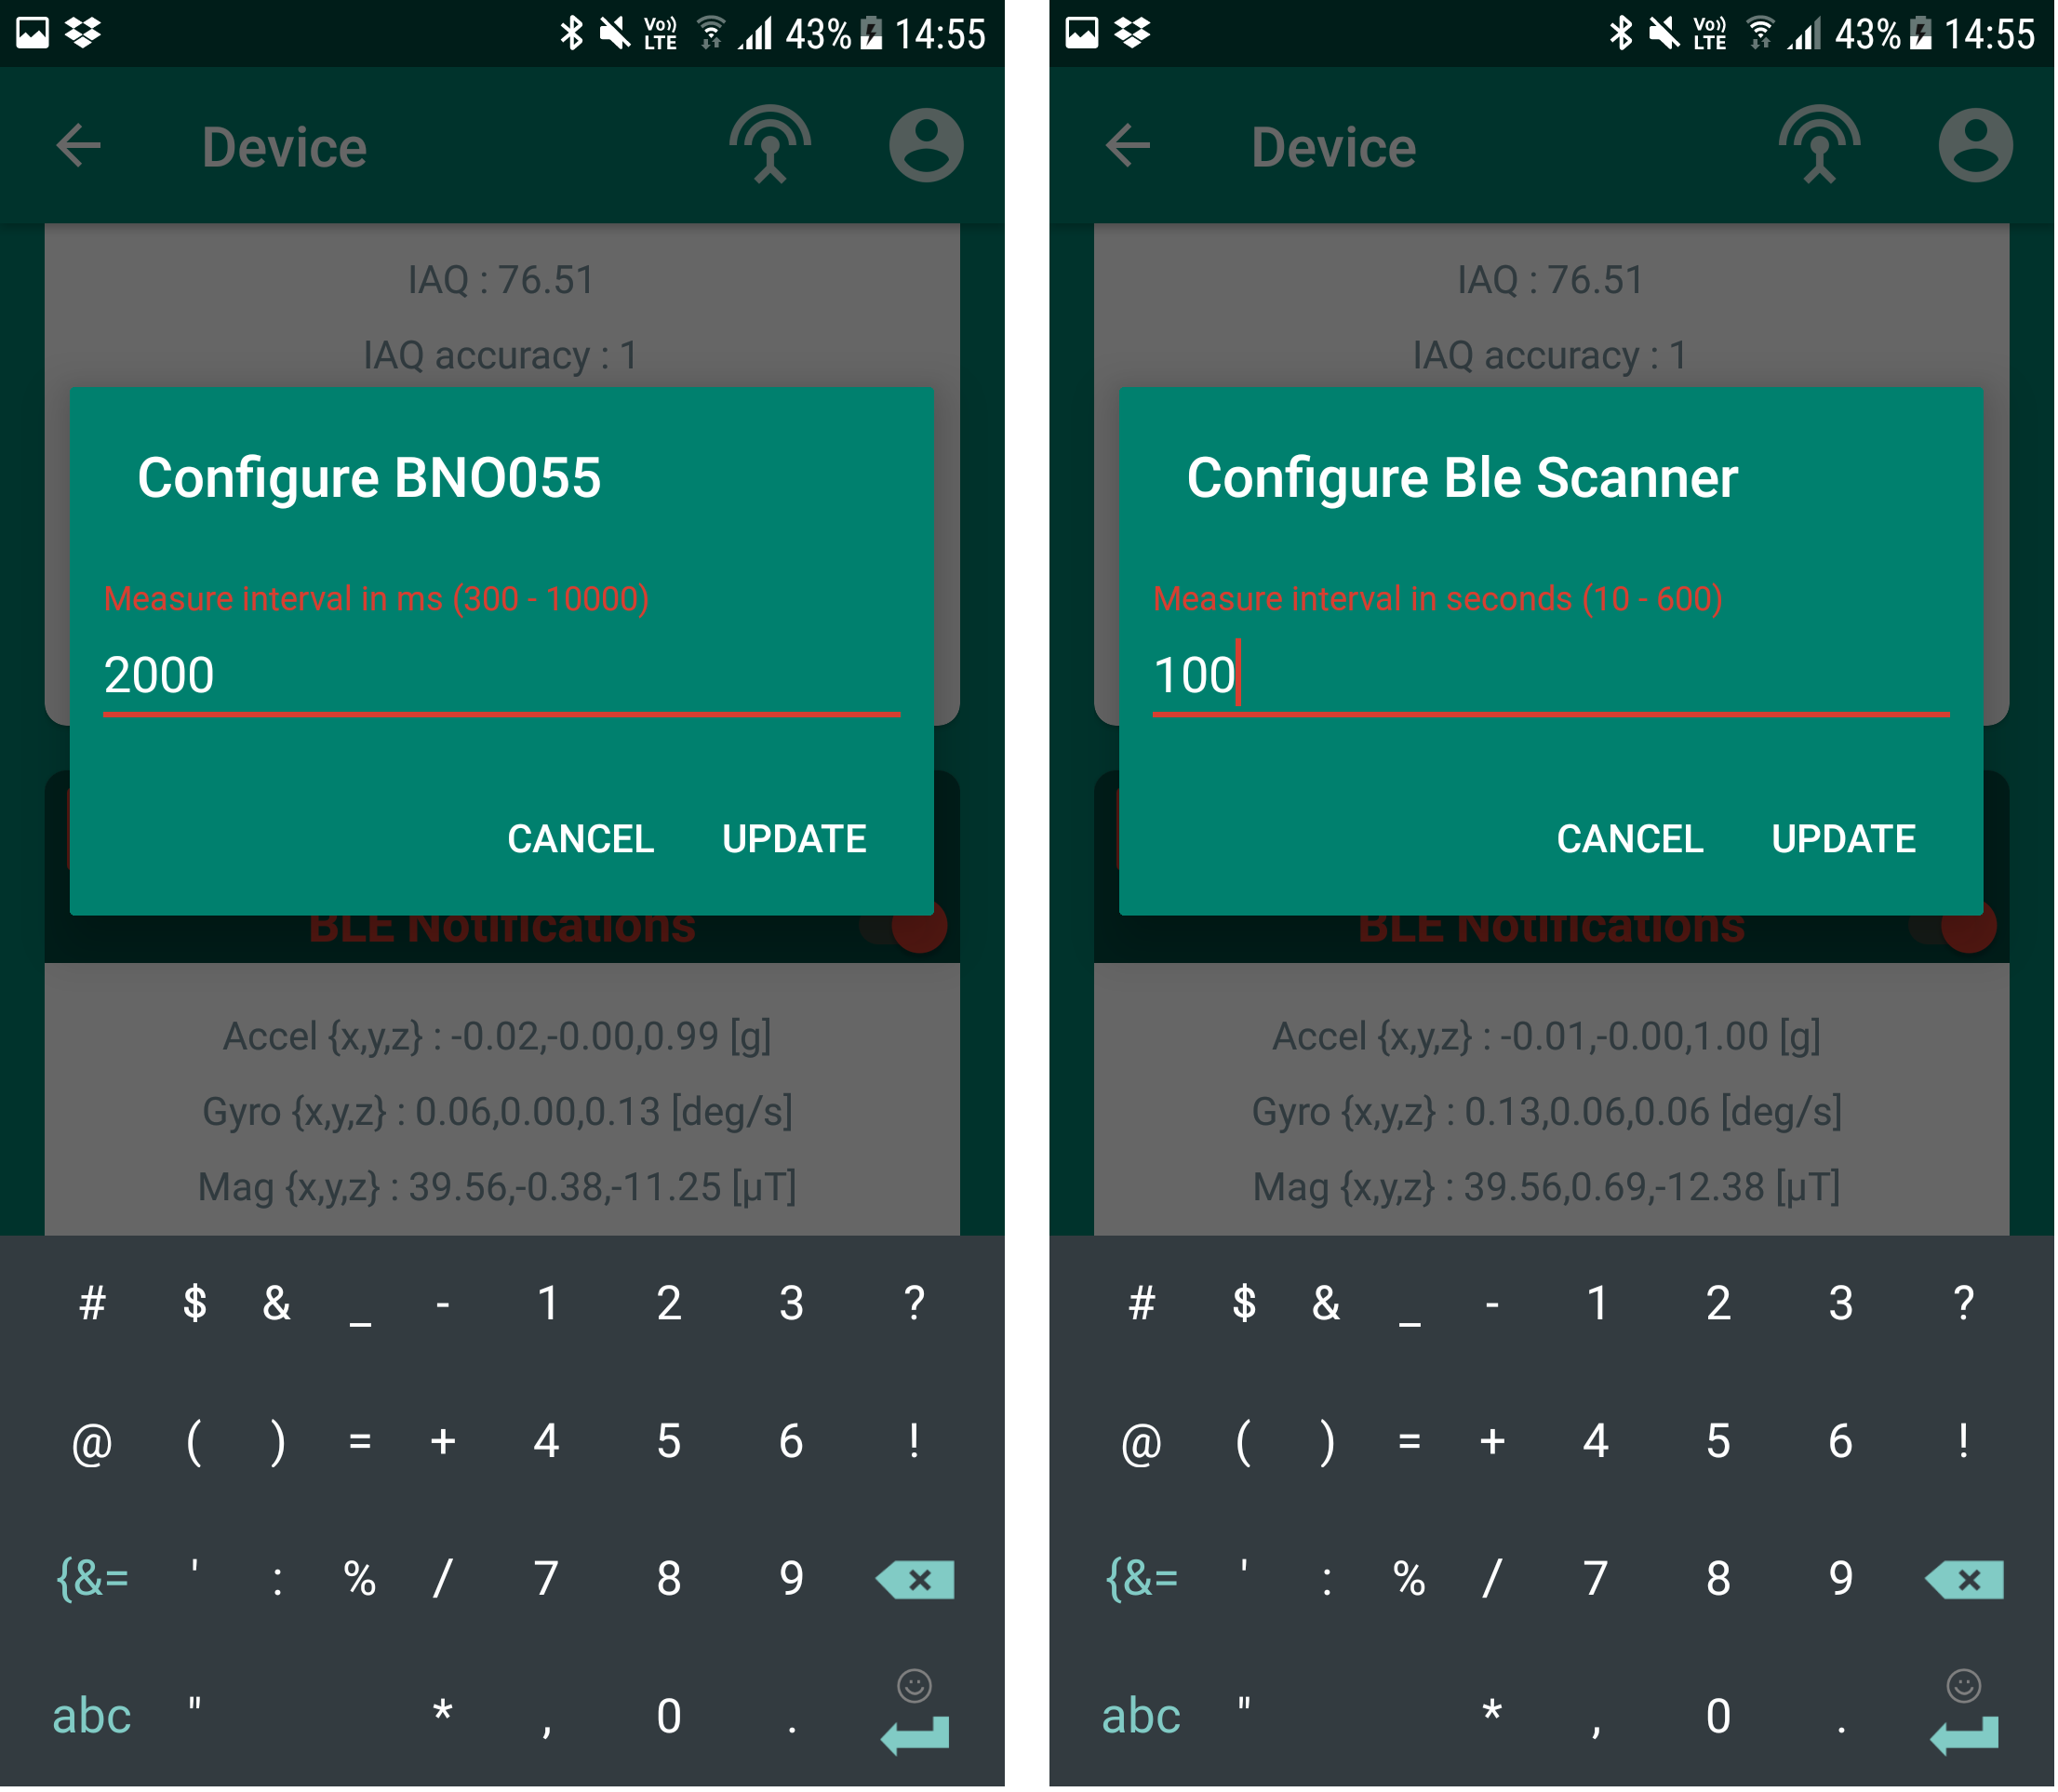 Vo)) LTE 43% 14:55
Device
IAQ : 76.51
IAQ accuracy : 1
Configure BNO055
Measure interval in ms (300 - 10000)
2000
CANCEL UPDATE
BLE Notifications
Accel {x,y,z} : -0.02,-0.00,0.99 [g]
Gyro {x,y,z} : 0.06,0.00,0.13 [deg/s]
Mag {x,y,z} : 39.56,-0.38,-11.25 [µT]
# $ & _ - 1 2 3 ?
@ ( ) = + 4 5 6 !
{&= ' : % / 7 8 9
abc " * , 0 .
Vo)) LTE 43% 14:55
Device
IAQ : 76.51
IAQ accuracy : 1
Configure Ble Scanner
Measure interval in seconds (10 - 600)
100
CANCEL UPDATE
BLE Notifications
Accel {x,y,z} : -0.01,-0.00,1.00 [g]
Gyro {x,y,z} : 0.13,0.06,0.06 [deg/s]
Mag {x,y,z} : 39.56,0.69,-12.38 [µT]
# $ & _ - 1 2 3 ?
@ ( ) = + 4 5 6 !
{&= ' : % / 7 8 9
abc " * , 0 .